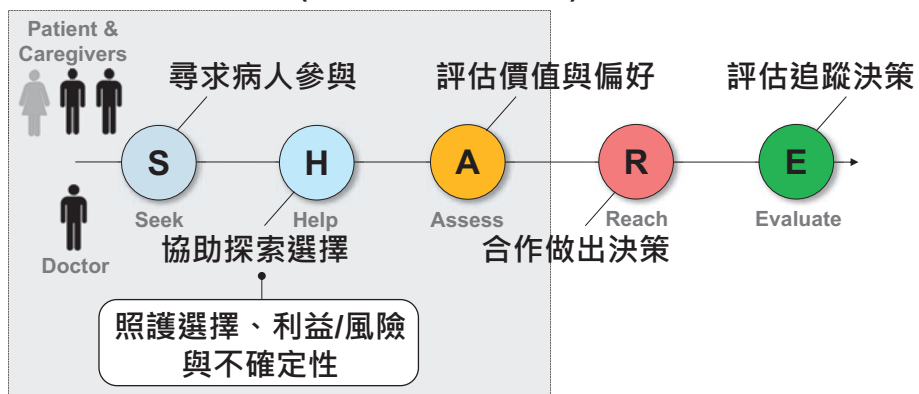 Patient &
Caregivers
尋求病人參與
評估價值與偏好
評估追蹤決策
S
H
A
R
E
Seek
Help
Assess
Reach
Evaluate
Doctor
協助探索選擇
合作做出決策
照護選擇、利益/風險
與不確定性